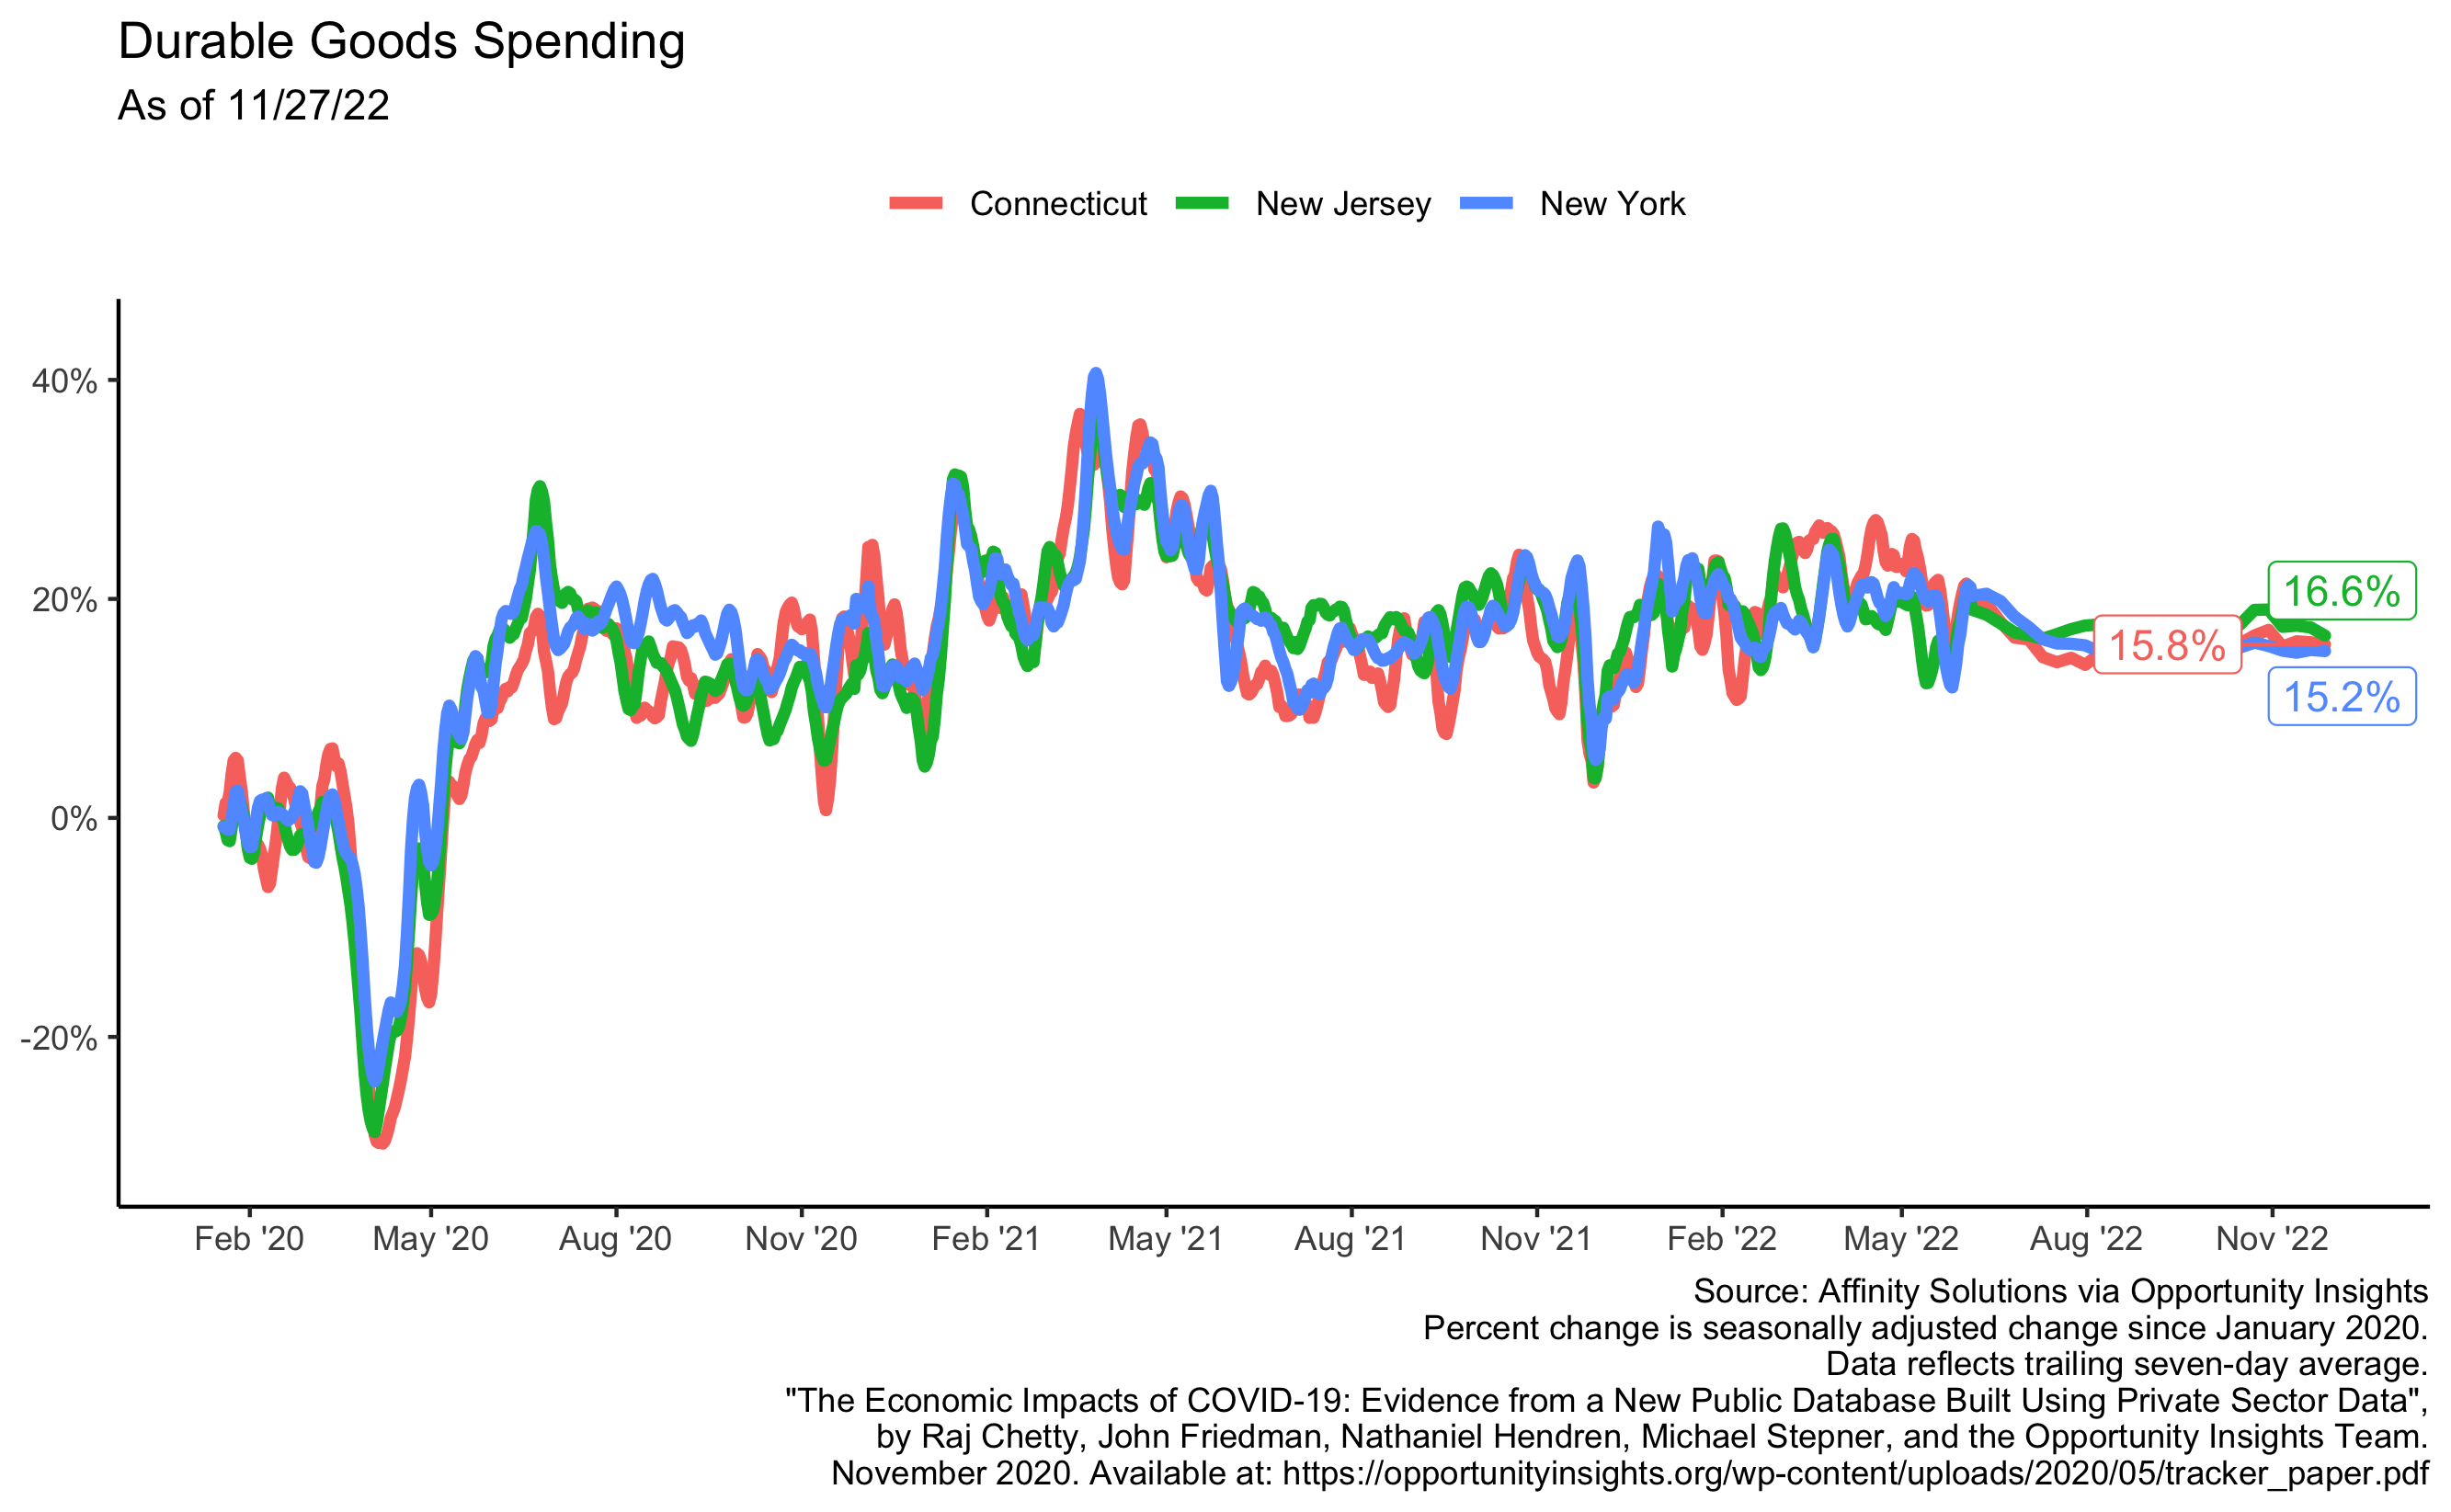 Durable Goods Spending
As of 11/27/22
Connecticut New Jersey New York
40%
20%
0%
-20%
16.6%
15.8%
15.2%
Feb '20 May '20 Aug '20 Nov '20 Feb '21 May '21 Aug '21 Nov '21 Feb '22 May '22 Aug '22 Nov '22
Source: Affinity Solutions via Opportunity Insights
Percent change is seasonally adjusted change since January 2020.
Data reflects trailing seven-day average.
"The Economic Impacts of COVID-19: Evidence from a New Public Database Built Using Private Sector Data",
by Raj Chetty, John Friedman, Nathaniel Hendren, Michael Stepner, and the Opportunity Insights Team.
November 2020. Available at: https://opportunityinsights.org/wp-content/uploads/2020/05/tracker_paper.pdf